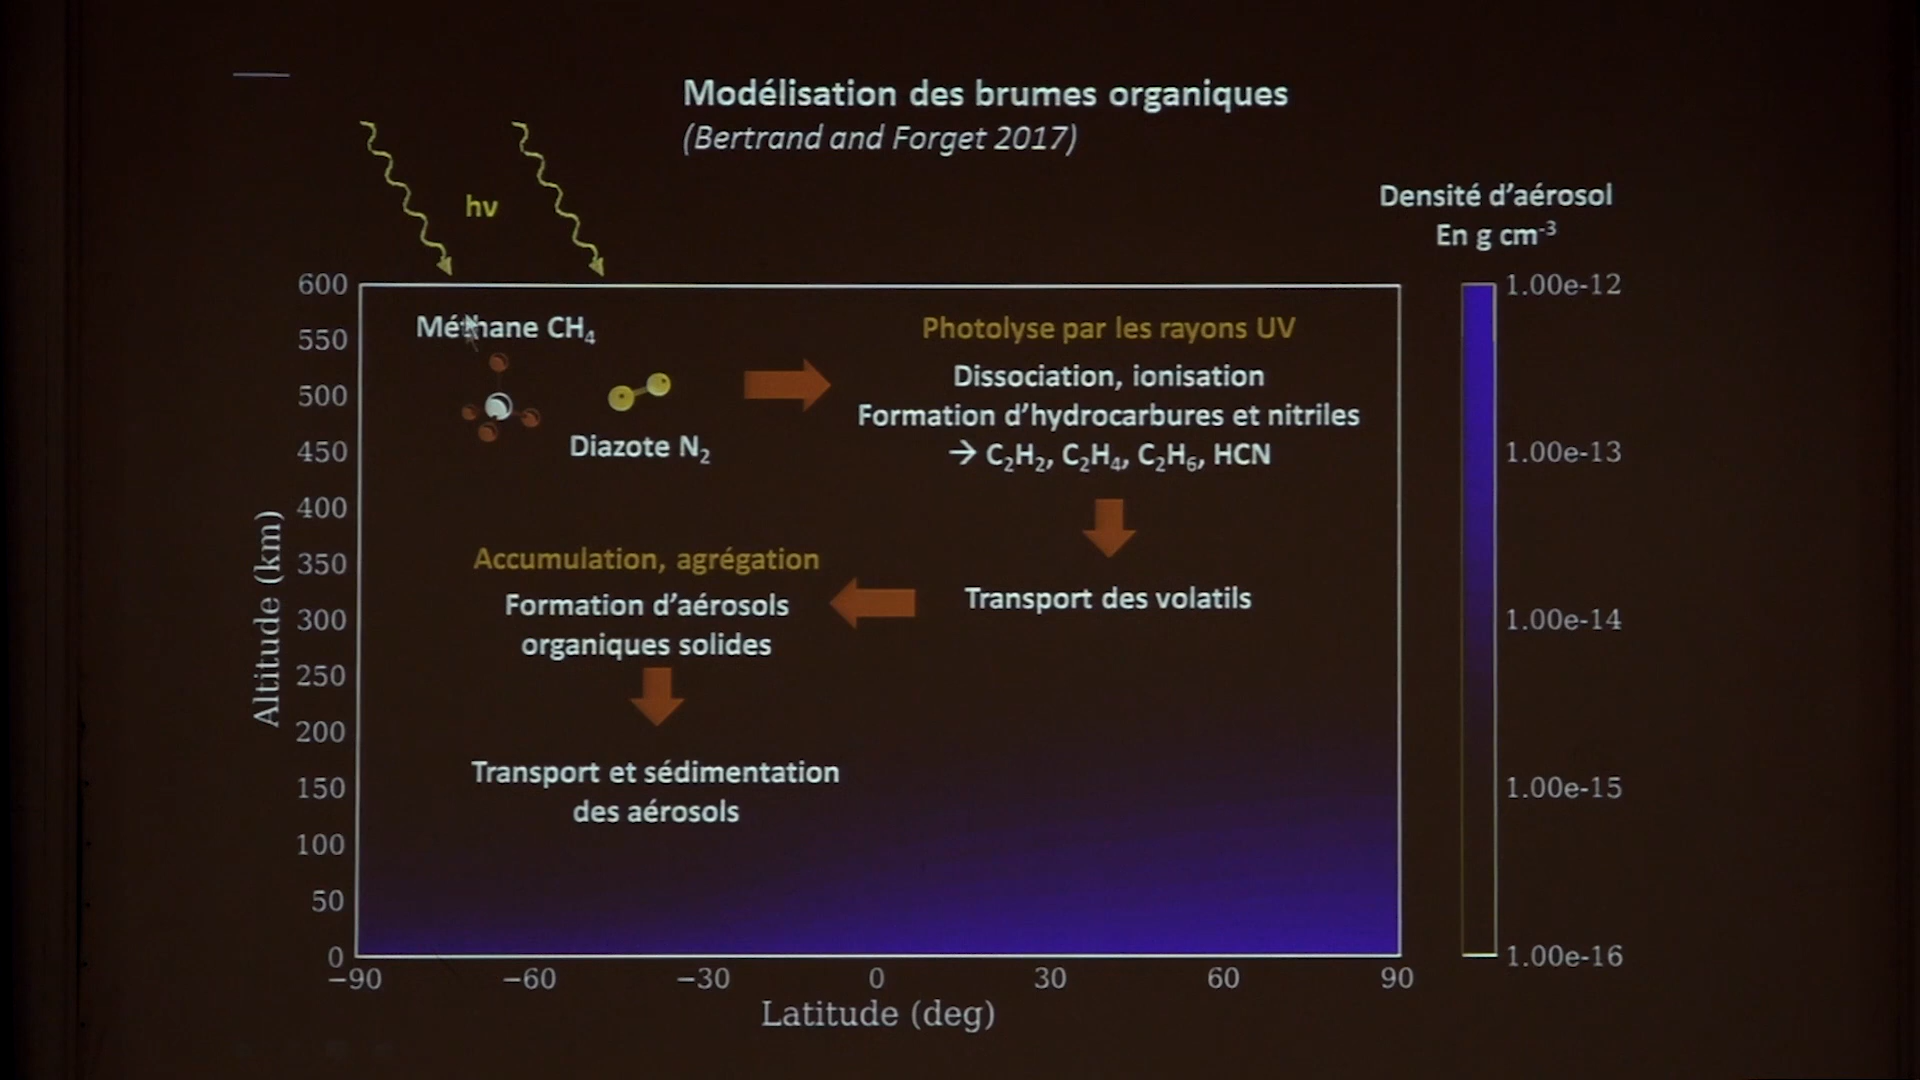 Modélisation des brumes organiques
(Bertrand and Forget 2017)
hν
Densité d’aérosol
En g cm⁻³
600
550
500
450
400
350
300
250
200
150
100
50
0
Altitude (km)
Méthane CH₄
Diazote N₂
Photolyse par les rayons UV
Dissociation, ionisation
Formation d’hydrocarbures et nitriles
→ C₂H₂, C₂H₄, C₂H₆, HCN
Transport des volatils
Accumulation, agrégation
Formation d’aérosols
organiques solides
Transport et sédimentation
des aérosols
−90 −60 −30 0 30 60 90
Latitude (deg)
1.00e-12
1.00e-13
1.00e-14
1.00e-15
1.00e-16